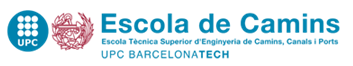 UPC
Escola de Camins
Escola Tècnica Superior d'Enginyeria de Camins, Canals i Ports
UPC BARCELONATECH